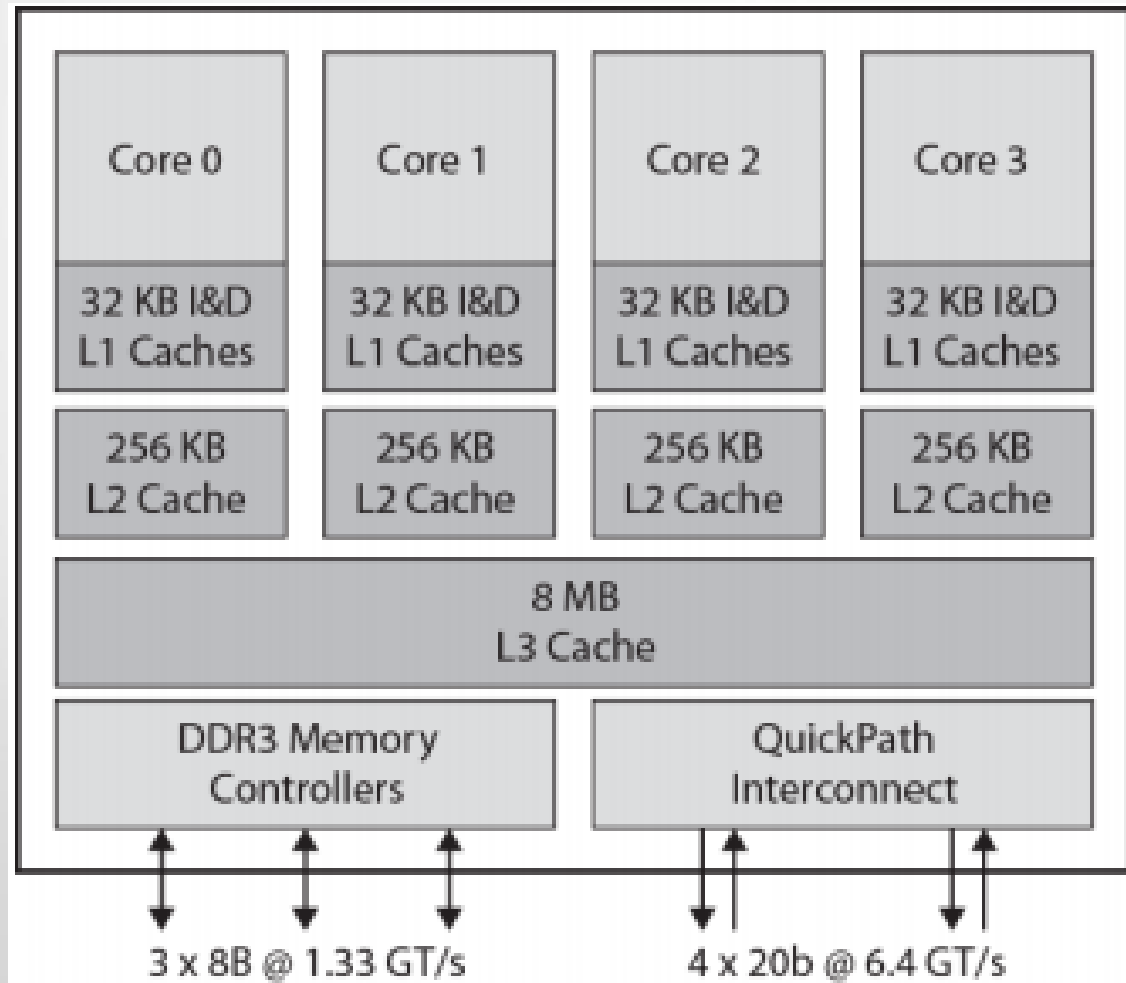 Core 0
Core 1
Core 2
Core 3
32 KB I&D
L1 Caches
32 KB I&D
L1 Caches
32 KB I&D
L1 Caches
32 KB I&D
L1 Caches
256 KB
L2 Cache
256 KB
L2 Cache
256 KB
L2 Cache
256 KB
L2 Cache
8 MB
L3 Cache
DDR3 Memory
Controllers
QuickPath
Interconnect
3 x 8B @ 1.33 GT/s
4 x 20b @ 6.4 GT/s